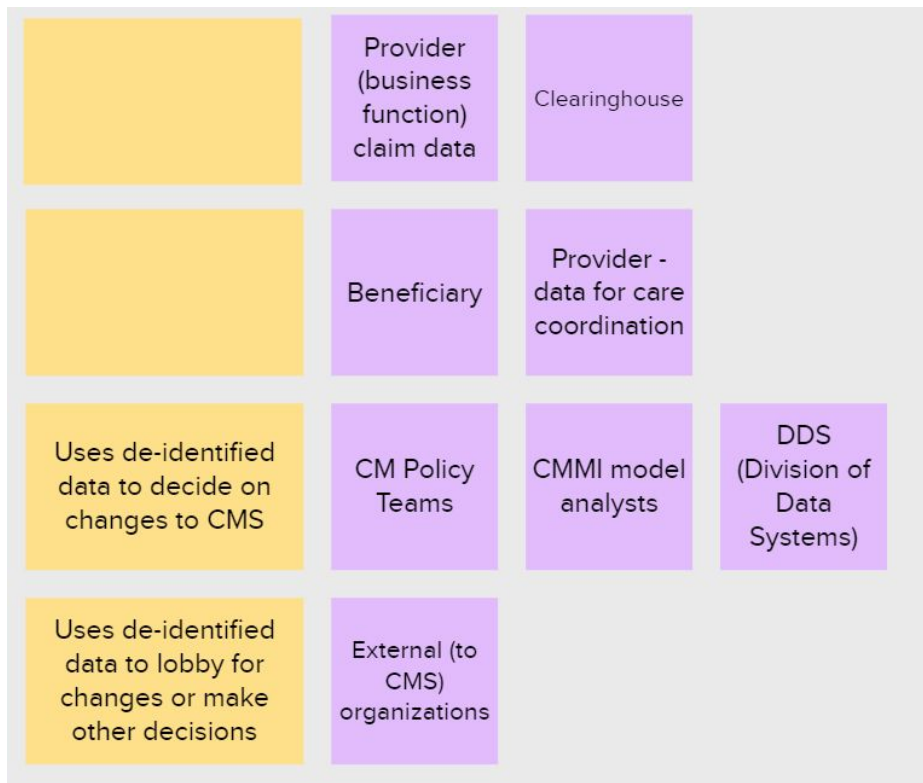 Provider
(business
function)
claim data
Clearinghouse
Beneficiary
Provider -
data for care
coordination
Uses de-identified
data to decide on
changes to CMS
CM Policy
Teams
CMMI model
analysts
DDS
(Division of
Data
Systems)
Uses de-identified
data to lobby for
changes or make
other decisions
External (to
CMS)
organizations